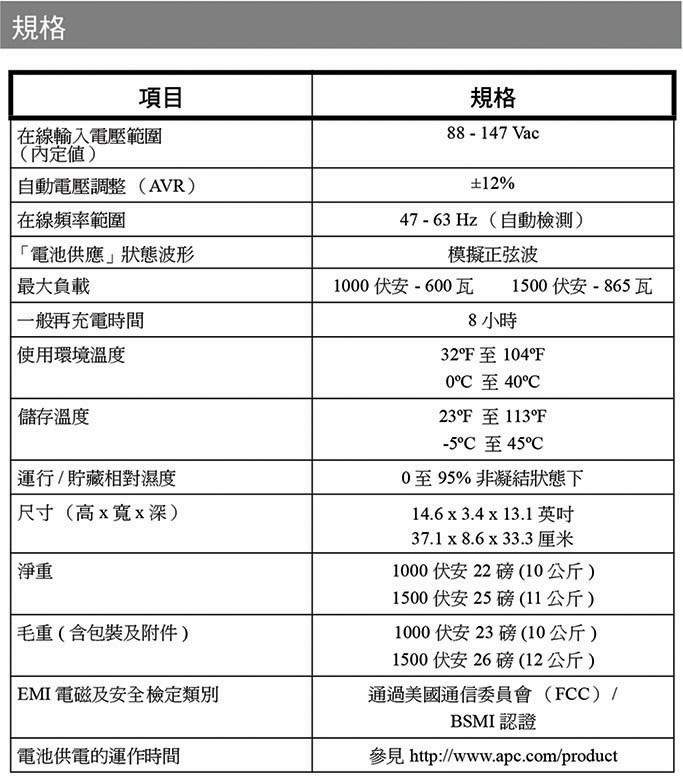 規格
項目 規格
在線輸入電壓範圍 88 - 147 Vac
（內定值）
自動電壓調整（AVR） ±12%
在線頻率範圍 47 - 63 Hz（自動檢測）
「電池供應」狀態波形 模擬正弦波
最大負載 1000 伏安 - 600 瓦 1500 伏安 - 865 瓦
一般再充電時間 8 小時
使用環境溫度 32ºF 至 104ºF
0ºC 至 40ºC
儲存溫度 23ºF 至 113ºF
-5ºC 至 45ºC
運行 / 貯藏相對濕度 0 至 95% 非凝結狀態下
尺寸（高 x 寬 x 深） 14.6 x 3.4 x 13.1 英吋
37.1 x 8.6 x 33.3 厘米
淨重 1000 伏安 22 磅 (10 公斤 )
1500 伏安 25 磅 (11 公斤 )
毛重 ( 含包裝及附件 ) 1000 伏安 23 磅 (10 公斤 )
1500 伏安 26 磅 (12 公斤 )
EMI 電磁及安全檢定類別 通過美國通信委員會（FCC）/
BSMI 認證
電池供電的運作時間 參見 http://www.apc.com/product